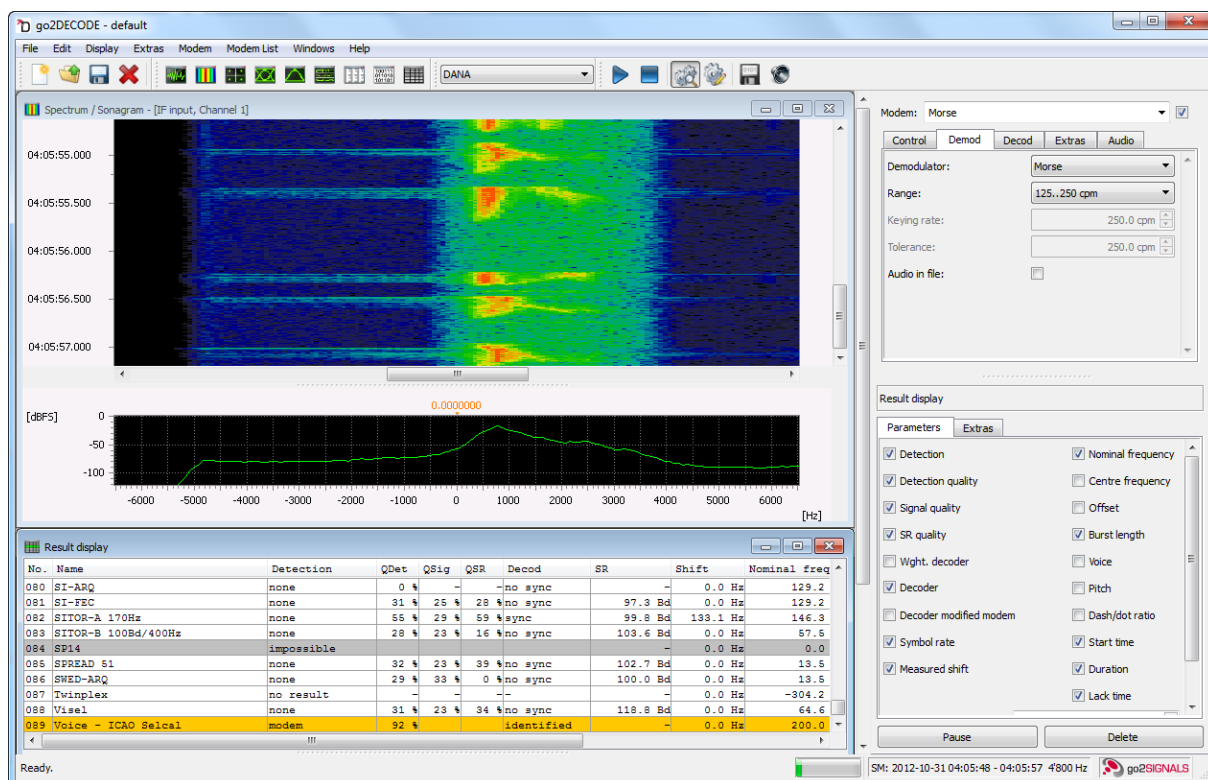 go2DECODE - default
File Edit Display Extras Modem Modem List Windows Help
DANA
Spectrum / Sonagram - [IF input, Channel 1]
04:05:55.000
04:05:55.500
04:05:56.000
04:05:56.500
04:05:57.000
0.0000000
[dBFS]
0
-50
-100
-6000 -5000 -4000 -3000 -2000 -1000 0 1000 2000 3000 4000 5000 6000
[Hz]
Result display
No. Name Detection QDet QSig QSR Decod SR Shift Nominal freq
080 SI-ARQ none 0 % - - no sync - 0.0 Hz 129.2
081 SI-FEC none 31 % 25 % 28 % no sync 97.3 Bd 0.0 Hz 129.2
082 SITOR-A 170Hz none 55 % 29 % 59 % sync 99.8 Bd 133.1 Hz 146.3
083 SITOR-B 100Bd/400Hz none 28 % 23 % 16 % no sync 103.6 Bd 0.0 Hz 57.5
084 SP14 impossible - 0.0 Hz 0.0
085 SPREAD 51 none 32 % 23 % 39 % no sync 102.7 Bd 0.0 Hz 13.5
086 SWED-ARQ none 29 % 33 % 0 % no sync 100.0 Bd 0.0 Hz 13.5
087 Twinplex no result - - - - - 0.0 Hz -304.2
088 Visel none 31 % 23 % 34 % no sync 118.8 Bd 0.0 Hz 64.6
089 Voice - ICAO Selcal modem 92 % identified - 0.0 Hz 200.0
Modem: Morse
Control Demod Decod Extras Audio
Demodulator: Morse
Range: 125..250 cpm
Keying rate: 250.0 cpm
Tolerance: 250.0 cpm
Audio in file:
Result display
Parameters Extras
Detection Nominal frequency
Detection quality Centre frequency
Signal quality Offset
SR quality Burst length
Wght. decoder Voice
Decoder Pitch
Decoder modified modem Dash/dot ratio
Symbol rate Start time
Measured shift Duration
Lack time
Pause Delete
Ready.
SM: 2012-10-31 04:05:48 - 04:05:57 4'800 Hz go2SIGNALS